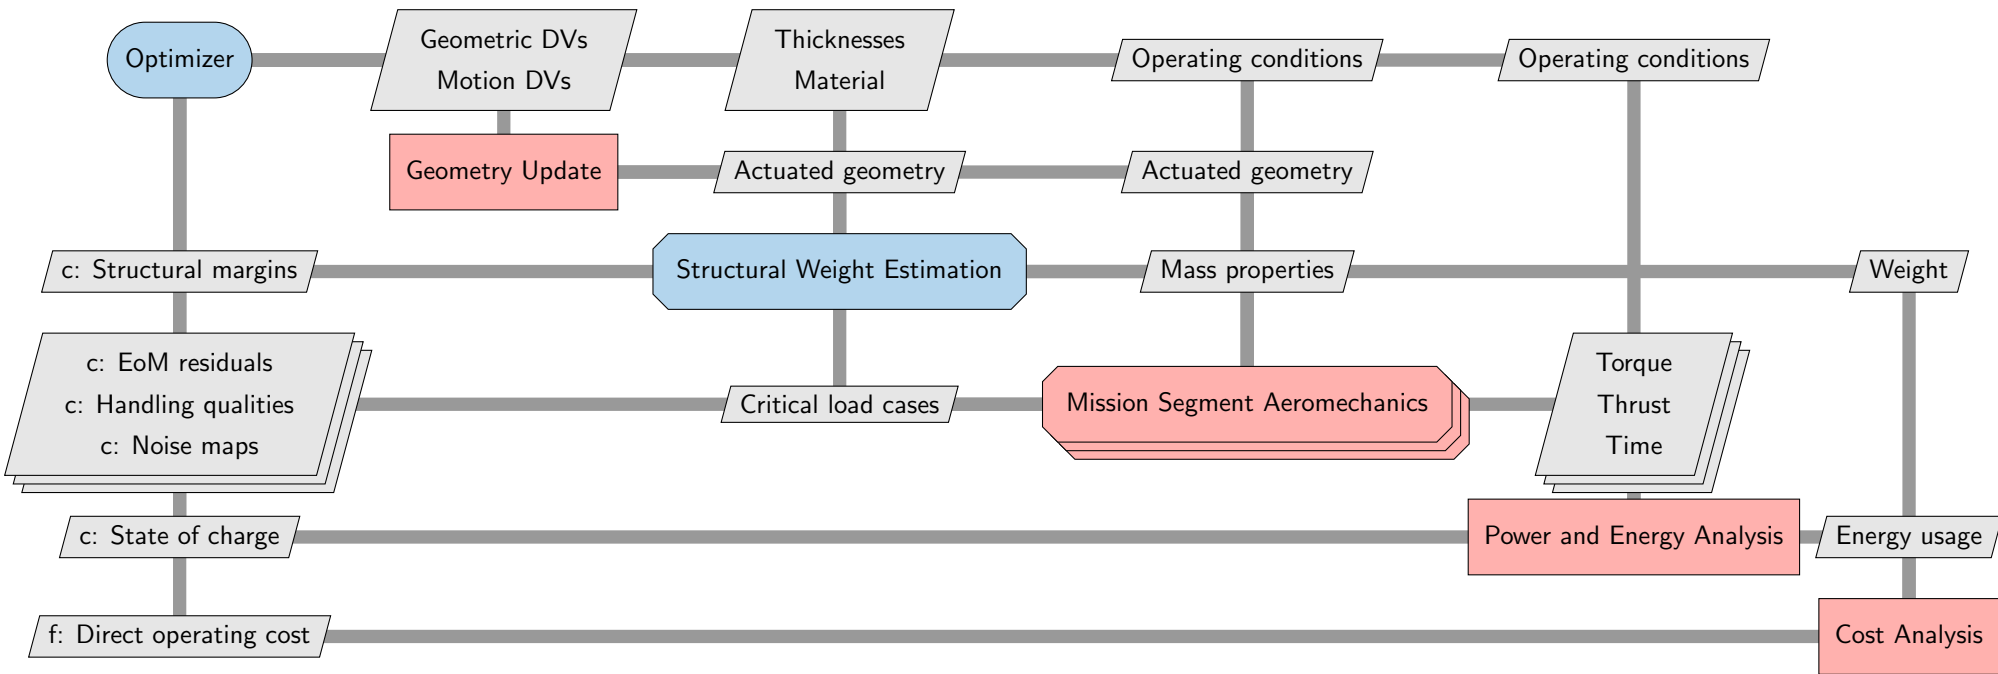 Optimizer
Geometric DVs
Motion DVs
Thicknesses
Material
Operating conditions
Operating conditions
Geometry Update
Actuated geometry
Actuated geometry
c: Structural margins
Structural Weight Estimation
Mass properties
Weight
c: EoM residuals
c: Handling qualities
c: Noise maps
Critical load cases
Mission Segment Aeromechanics
Torque
Thrust
Time
c: State of charge
Power and Energy Analysis
Energy usage
f: Direct operating cost
Cost Analysis